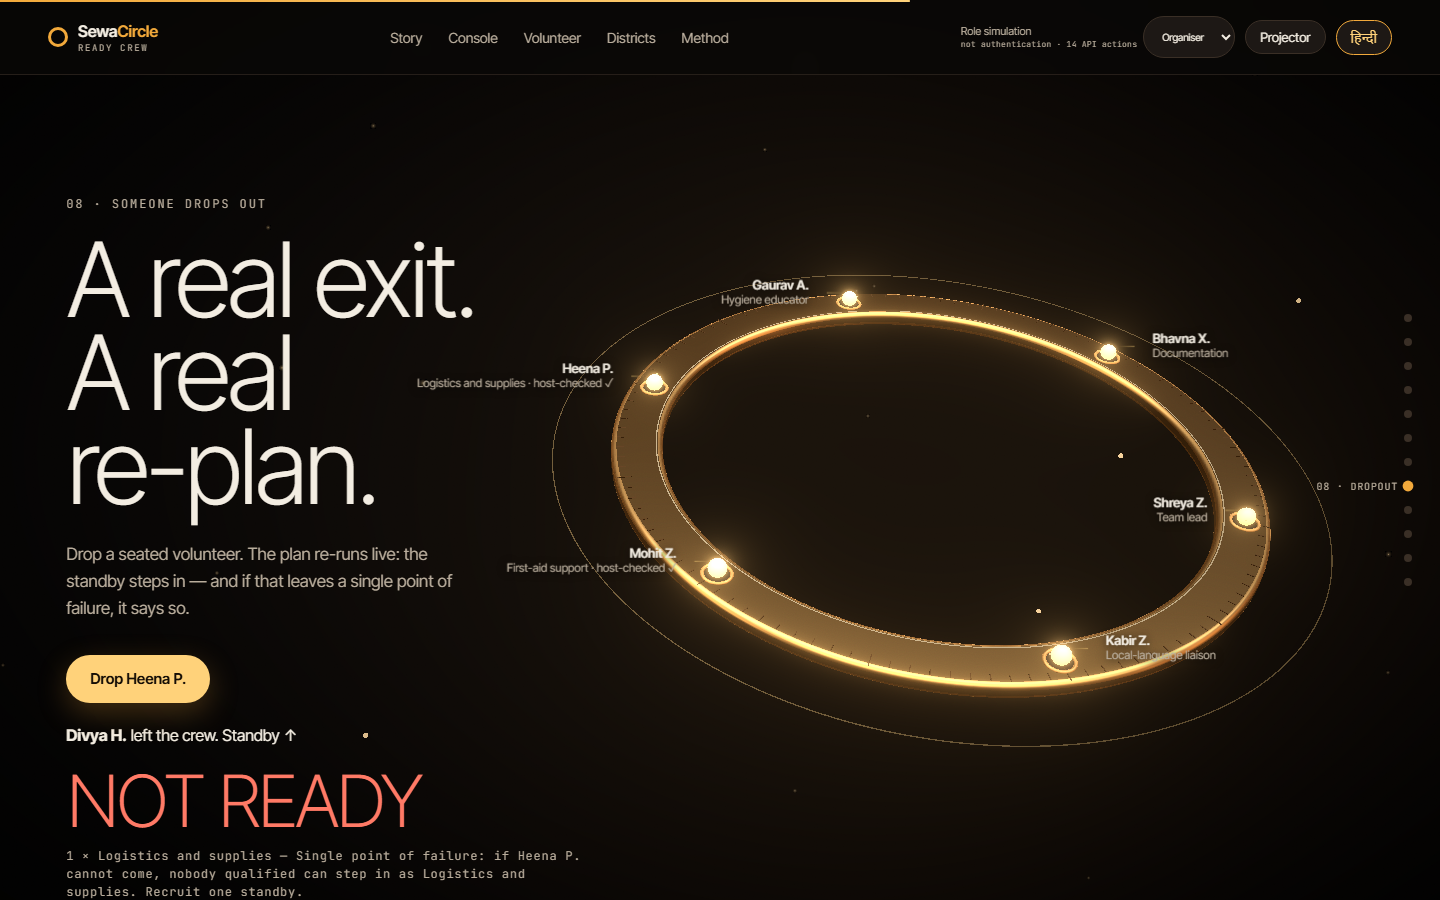 SewaCircle
READY CREW
Story
Console
Volunteer
Districts
Method
Role simulation
not authentication · 14 API actions
Organiser
Projector
हिन्दी
08 · SOMEONE DROPS OUT
A real exit.
A real
re-plan.
Drop a seated volunteer. The plan re-runs live: the
standby steps in — and if that leaves a single point of
failure, it says so.
Drop Heena P.
Divya H. left the crew. Standby ↑
NOT READY
1 × Logistics and supplies — Single point of failure: if Heena P.
cannot come, nobody qualified can step in as Logistics and
supplies. Recruit one standby.
Gaurav A.
Hygiene educator
Bhavna X.
Documentation
Heena P.
Logistics and supplies · host-checked ✓
Shreya Z.
Team lead
Mohit Z.
First-aid support · host-checked ✓
Kabir Z.
Local-language liaison
08 · DROPOUT